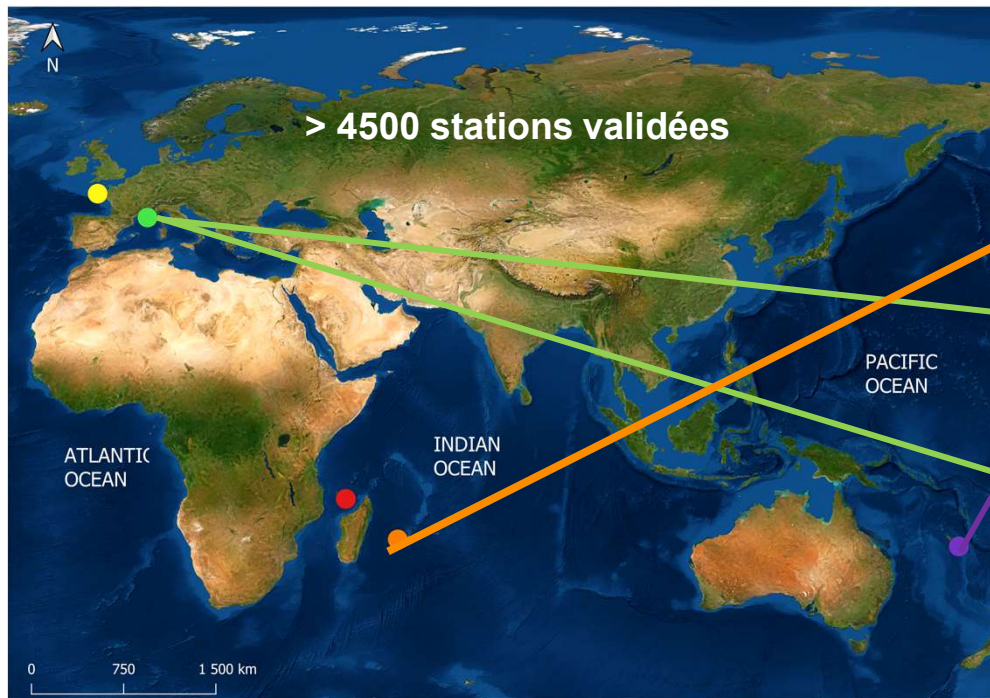 N
> 4500 stations validées
PACIFIC
OCEAN
ATLANTIC
OCEAN
INDIAN
OCEAN
0 750 1 500 km